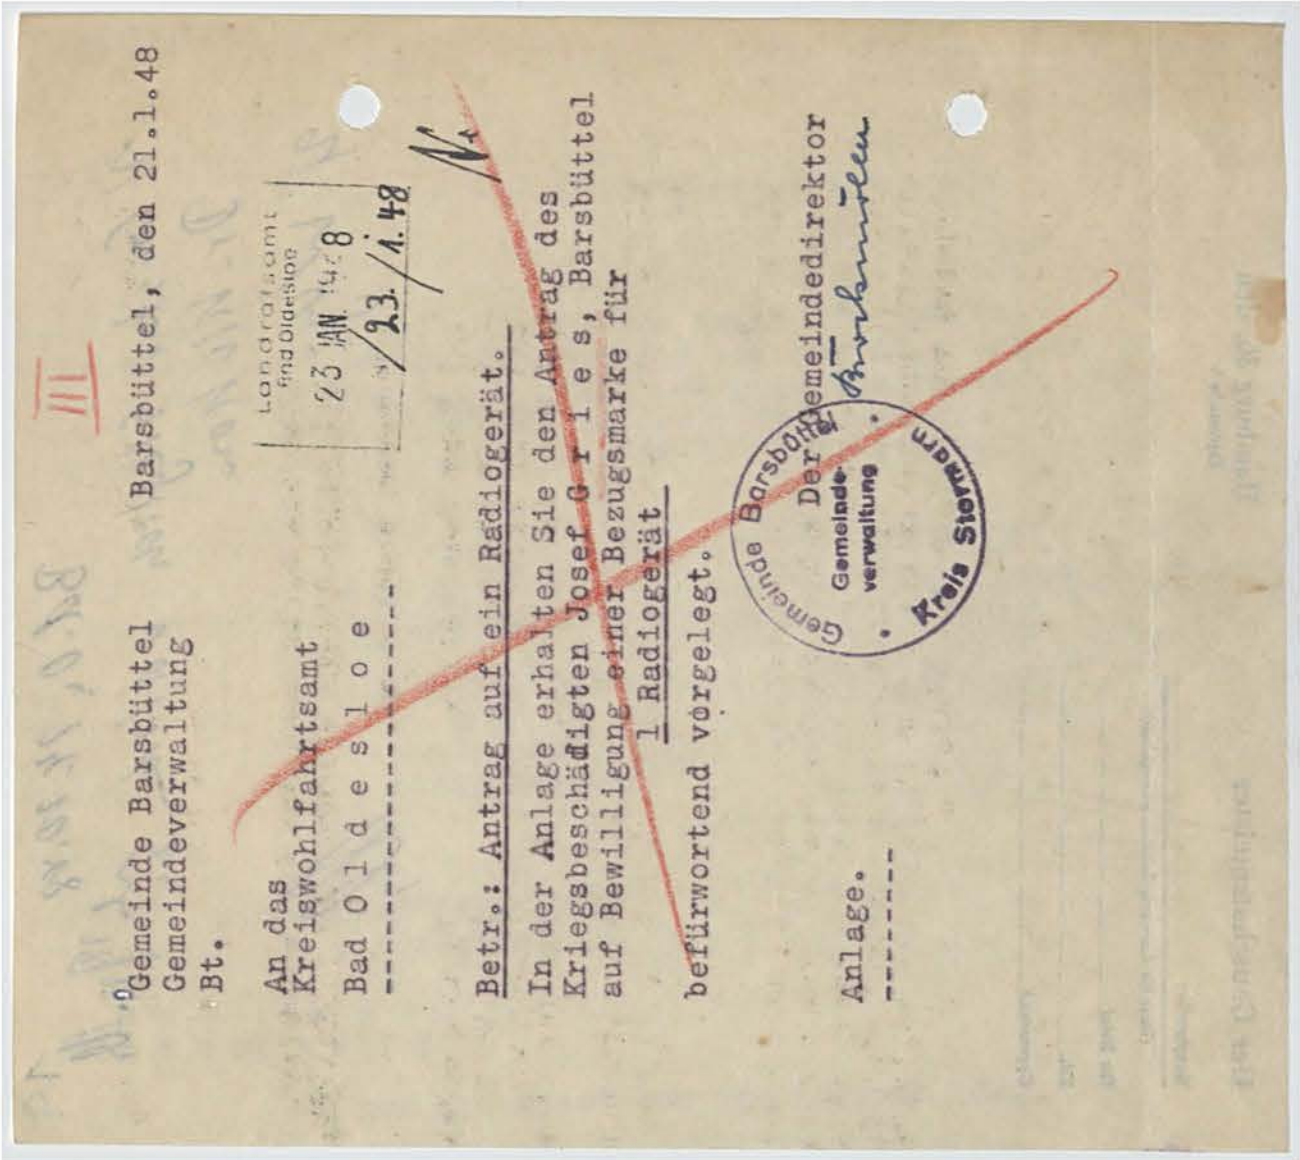 III
Gemeinde Barsbüttel Barsbüttel, den 21.1.48
Gemeindeverwaltung
Bt.
Landratsamt
Bad Oldesloe
23 JAN. 1948
23./1.48
An das
Kreiswohlfahrtsamt
Bad O l d e s l o e
Betr.: Antrag auf ein Radiogerät.
In der Anlage erhalten Sie den Antrag des
Kriegsbeschädigten Josef G r i e s, Barsbüttel
auf Bewilligung einer Bezugsmarke für
1 Radiogerät
befürwortend vorgelegt.
Der Gemeindedirektor
Gemeinde Barsbüttel
Gemeinde-
verwaltung
Kreis Stormarn
Anlage.